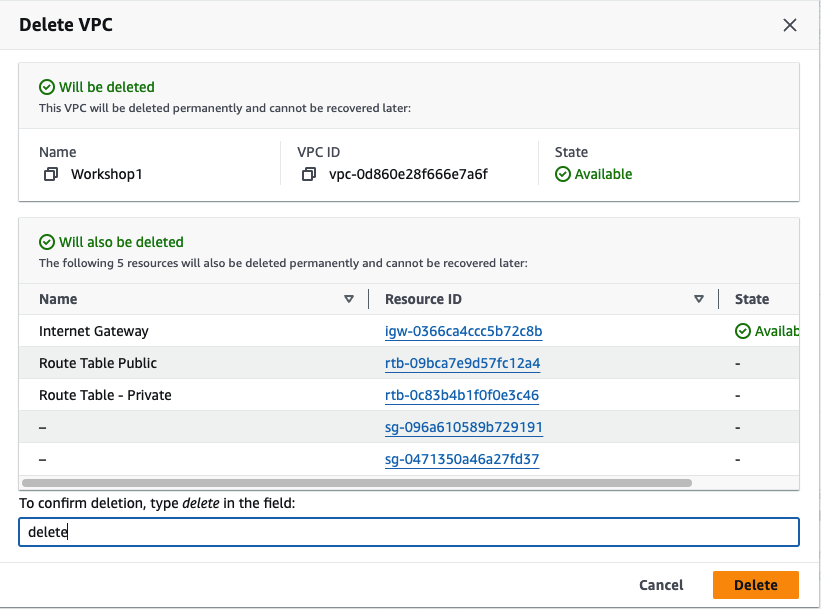 Delete VPC
Will be deleted
This VPC will be deleted permanently and cannot be recovered later:
Name VPC ID State
Workshop1 vpc-0d860e28f666e7a6f Available
Will also be deleted
The following 5 resources will also be deleted permanently and cannot be recovered later:
Name Resource ID State
Internet Gateway igw-0366ca4ccc5b72c8b Availab
Route Table Public rtb-09bca7e9d57fc12a4 -
Route Table - Private rtb-0c83b4b1f0f0e3c46 -
– sg-096a610589b729191 -
– sg-0471350a46a27fd37 -
To confirm deletion, type delete in the field:
delete
Cancel Delete